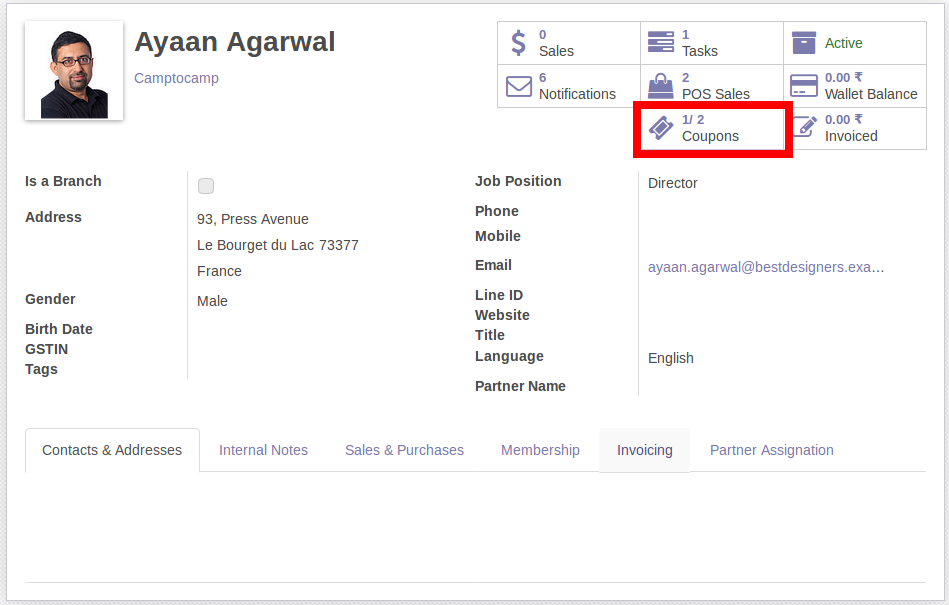 Ayaan Agarwal
Camptocamp
0
Sales
1
Tasks
Active
6
Notifications
2
POS Sales
0.00 ₹
Wallet Balance
1/ 2
Coupons
0.00 ₹
Invoiced
Is a Branch
Address
93, Press Avenue
Le Bourget du Lac 73377
France
Gender
Male
Birth Date
GSTIN
Tags
Job Position
Director
Phone
Mobile
Email
ayaan.agarwal@bestdesigners.exa...
Line ID
Website
Title
Language
English
Partner Name
Contacts & Addresses
Internal Notes
Sales & Purchases
Membership
Invoicing
Partner Assignation